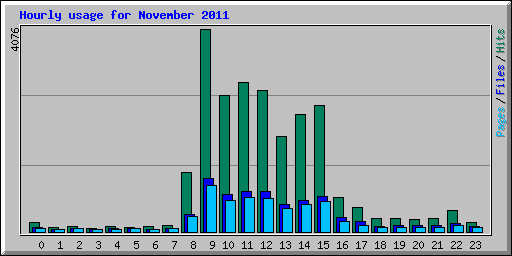 Hourly usage for November 2011
4076
Pages / Files / Hits
0 1 2 3 4 5 6 7 8 9 10 11 12 13 14 15 16 17 18 19 20 21 22 23